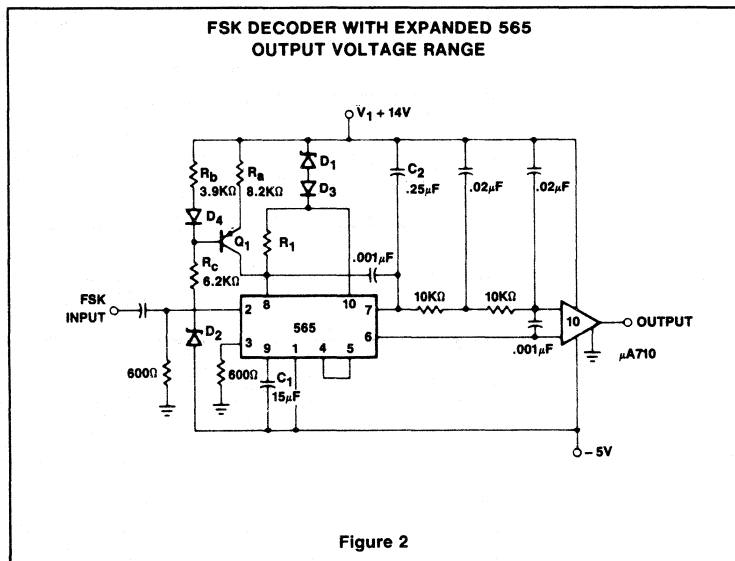 FSK DECODER WITH EXPANDED 565
OUTPUT VOLTAGE RANGE
V1 + 14V
Rb
3.9KΩ
Ra
8.2KΩ
D1
D3
C2
.25µF
.02µF
.02µF
D4
Q1
R1
.001µF
Rc
6.2KΩ
FSK
INPUT
2
8
10
7
10KΩ
10KΩ
10
OUTPUT
565
D2
3
9
1
4
5
6
.001µF
µA710
600Ω
600Ω
C1
15µF
– 5V
Figure 2